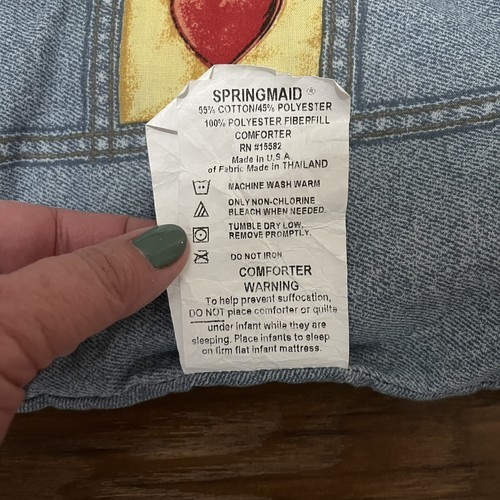 SPRINGMAID ®
55% COTTON/45% POLYESTER
100% POLYESTER FIBERFILL
COMFORTER
RN #15582
Made in U.S.A.
of Fabric Made in THAILAND
MACHINE WASH WARM
ONLY NON-CHLORINE
BLEACH WHEN NEEDED.
TUMBLE DRY LOW,
REMOVE PROMPTLY.
DO NOT IRON
COMFORTER
WARNING
To help prevent suffocation,
DO NOT place comforter or quilts
under infant while they are
sleeping. Place infants to sleep
on firm flat infant mattress.